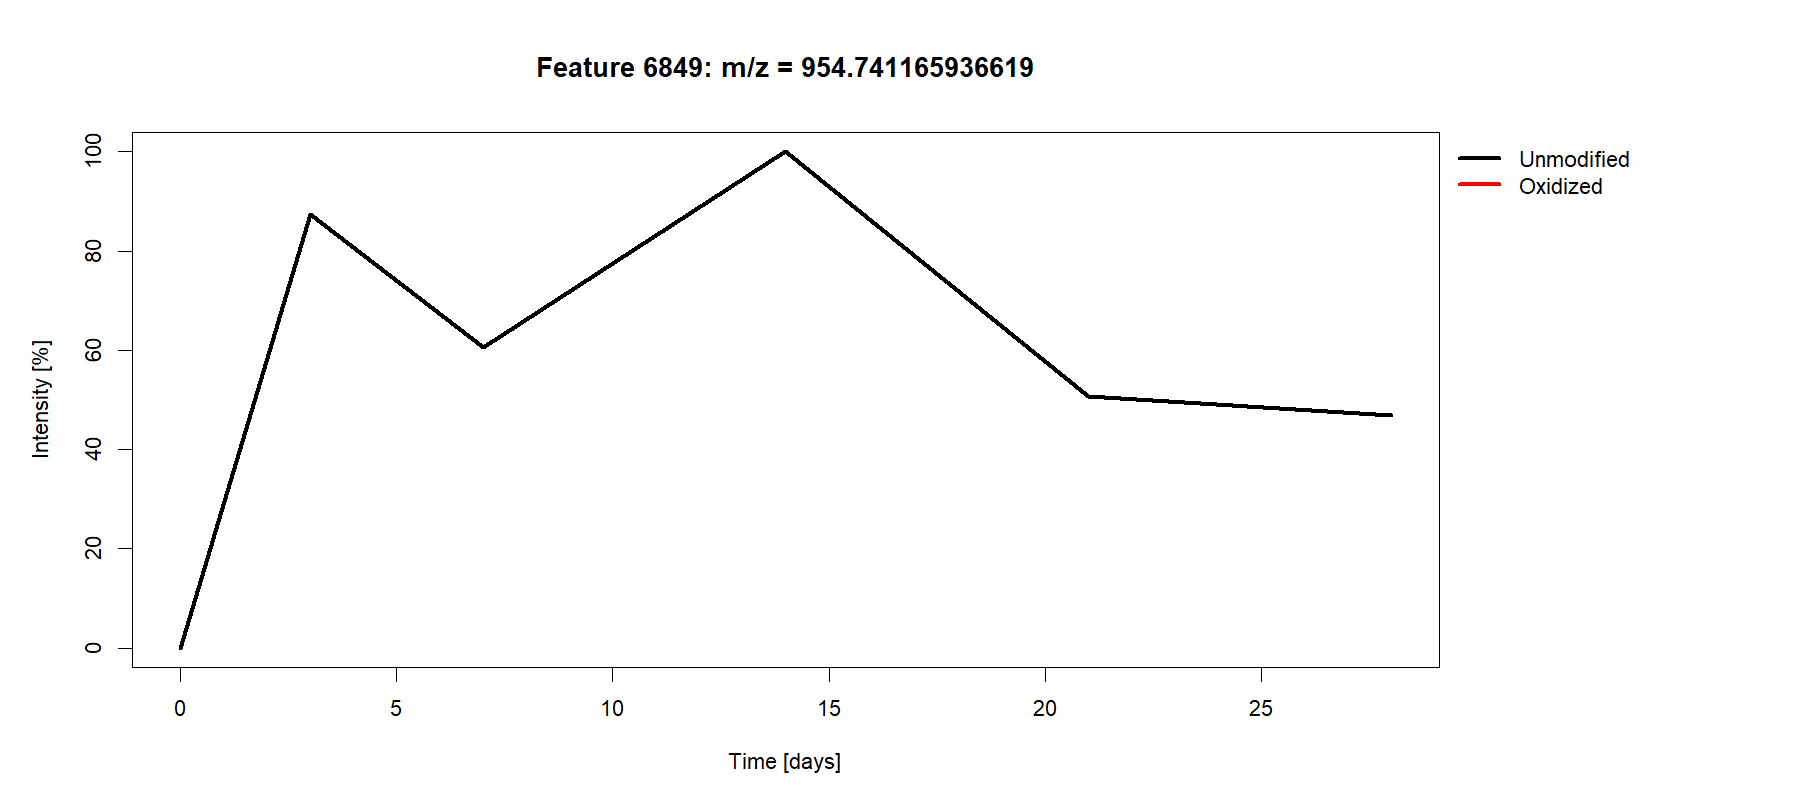 Feature 6849: m/z = 954.741165936619
Unmodified
Oxidized
100
80
60
40
20
0
Intensity [%]
0 5 10 15 20 25
Time [days]